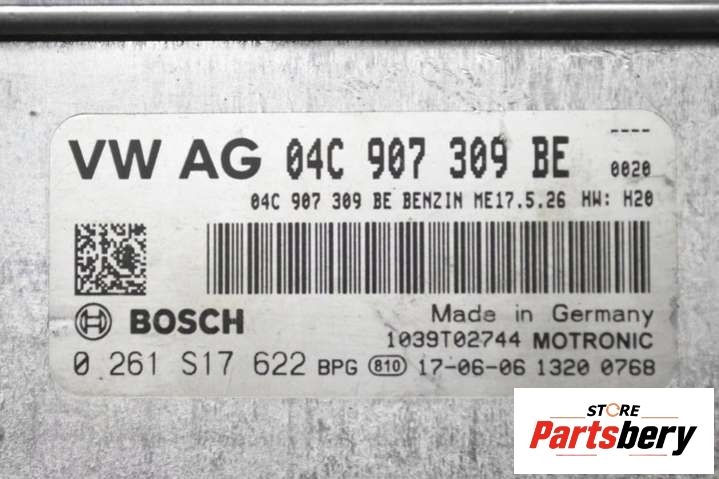 VW AG 04C 907 309 BE ---- 0020
04C 907 309 BE BENZIN ME17.5.26 HW: H20
BOSCH Made in Germany
1039T02744 MOTRONIC
0 261 S17 622 BPG 810 17-06-06 1320 0768
STORE
Partsbery